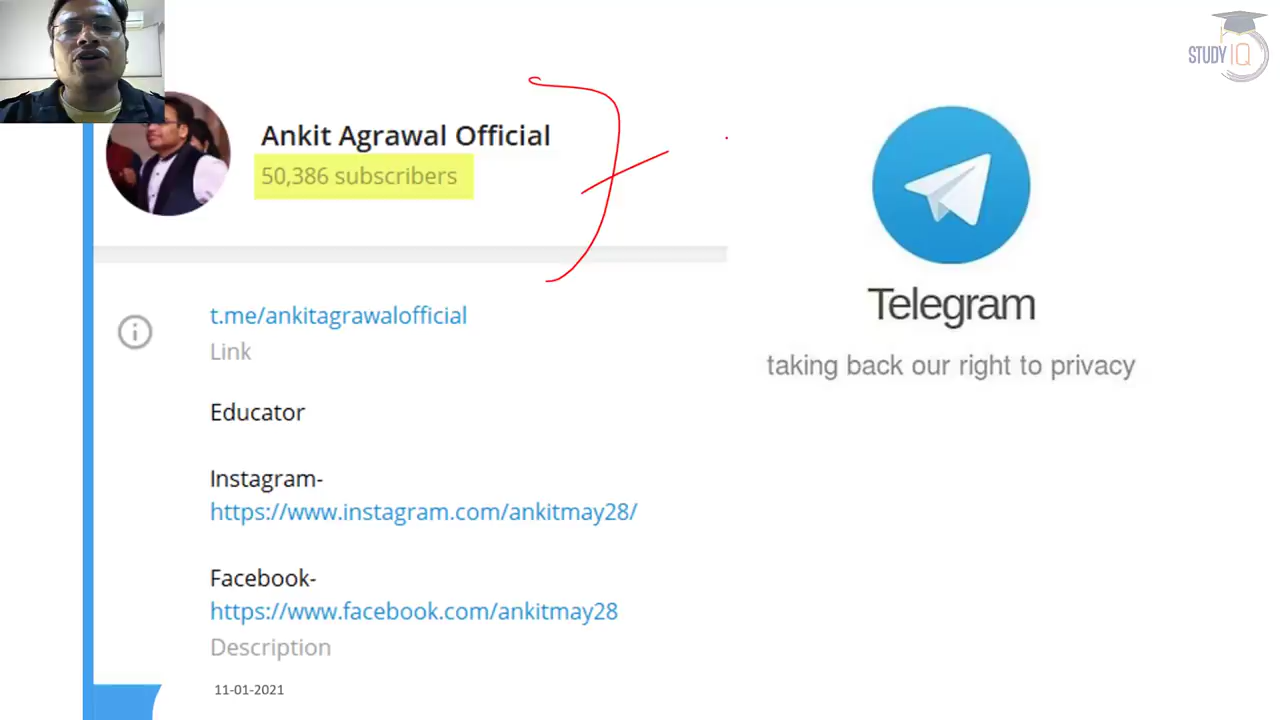 STUDY IQ
Ankit Agrawal Official
50,386 subscribers
t.me/ankitagrawalofficial
Link
Educator
Instagram-
https://www.instagram.com/ankitmay28/
Facebook-
https://www.facebook.com/ankitmay28
Description
11-01-2021
Telegram
taking back our right to privacy